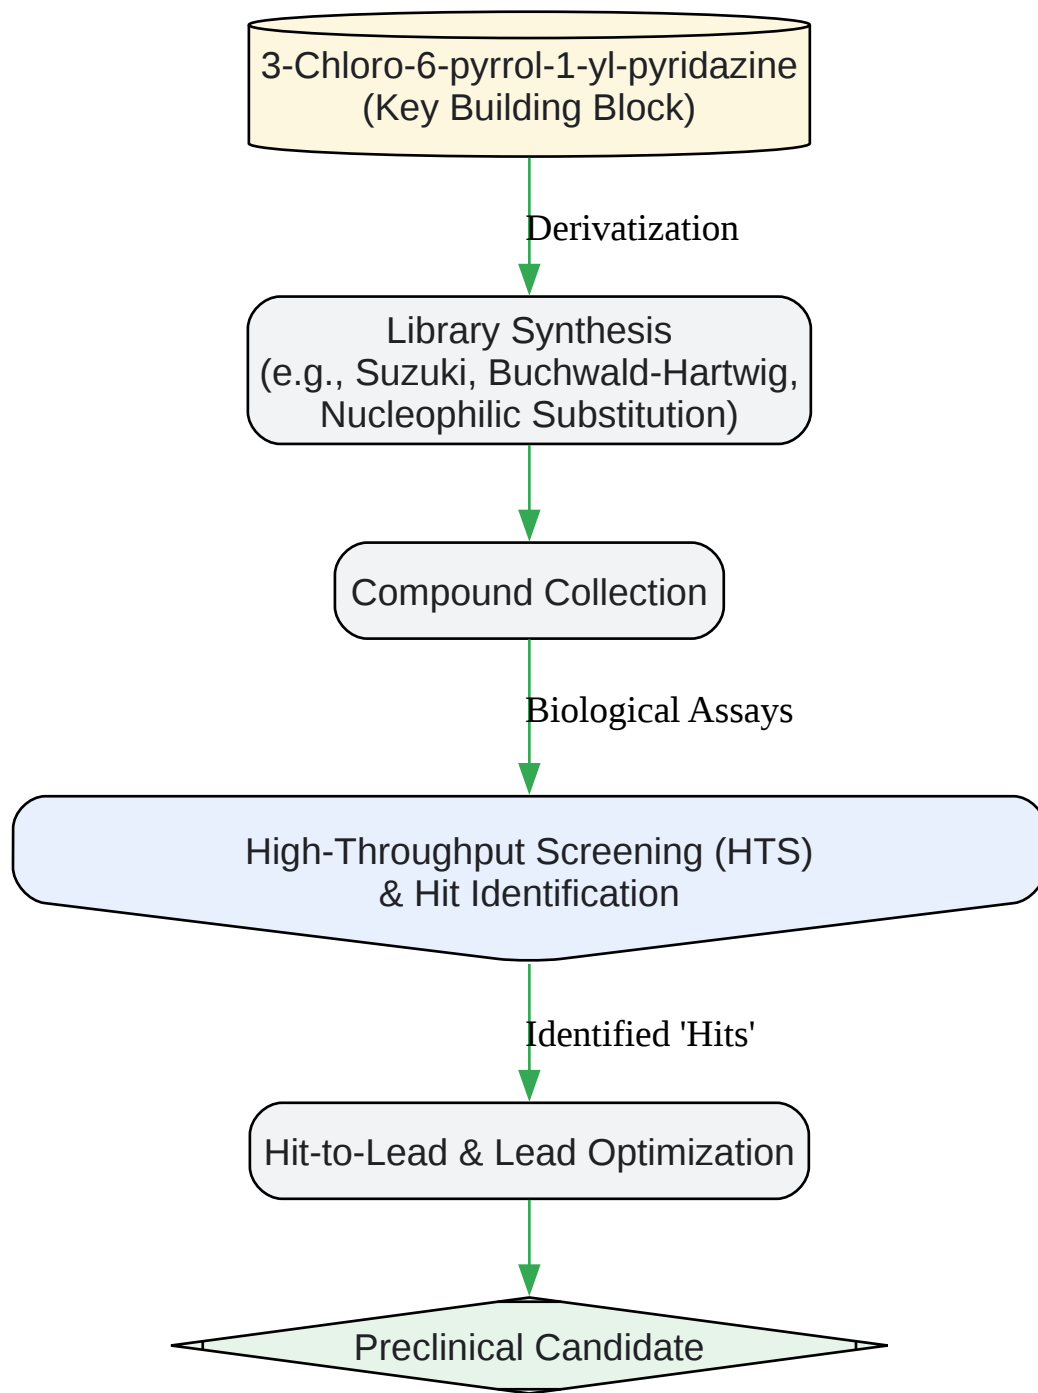 3-Chloro-6-pyrrol-1-yl-pyridazine
(Key Building Block)
Derivatization
Library Synthesis
(e.g., Suzuki, Buchwald-Hartwig,
Nucleophilic Substitution)
Compound Collection
Biological Assays
High-Throughput Screening (HTS)
& Hit Identification
Identified 'Hits'
Hit-to-Lead & Lead Optimization
Preclinical Candidate